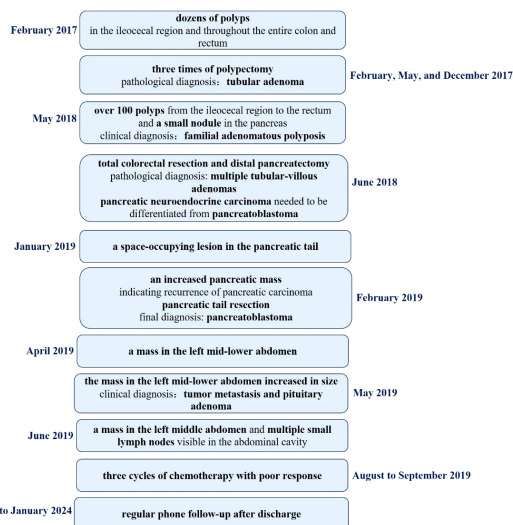 dozens of polyps
February 2017
in the ileocecal region and throughout the entire colon and
rectum
three times of polypectomy
February, May, and December 2017
pathological diagnosis: tubular adenoma
over 100 polyps from the ileocecal region to the rectum
May 2018
and a small nodule in the pancreas
clinical diagnosis: familial adenomatous polyposis
total colorectal resection and distal pancreatectomy
pathological diagnosis: multiple tubular-villous
adenomas
June 2018
pancreatic neuroendocrine carcinoma needed to be
differentiated from pancreatoblastoma
January 2019
a space-occupying lesion in the pancreatic tail
an increased pancreatic mass
indicating recurrence of pancreatic carcinoma
February 2019
pancreatic tail resection
final diagnosis: pancreatoblastoma
April 2019
a mass in the left mid-lower abdomen
the mass in the left mid-lower abdomen increased in size
clinical diagnosis: tumor metastasis and pituitary
May 2019
adenoma
June 2019
a mass in the left middle abdomen and multiple small
lymph nodes visible in the abdominal cavity
three cycles of chemotherapy with poor response
August to September 2019
to January 2024
regular phone follow-up after discharge